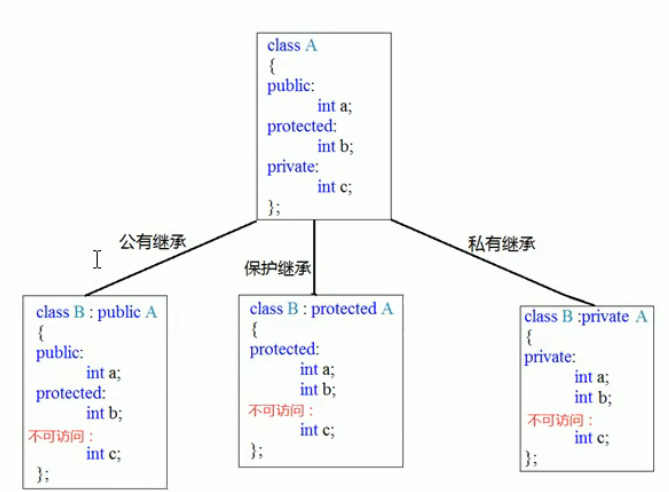 class A
{
public:
int a;
protected:
int b;
private:
int c;
};
公有继承
保护继承
私有继承
class B : public A
{
public:
int a;
protected:
int b;
不可访问：
int c;
};
class B : protected A
{
protected:
int a;
int b;
不可访问：
int c;
};
class B :private A
{
private:
int a;
int b;
不可访问：
int c;
};